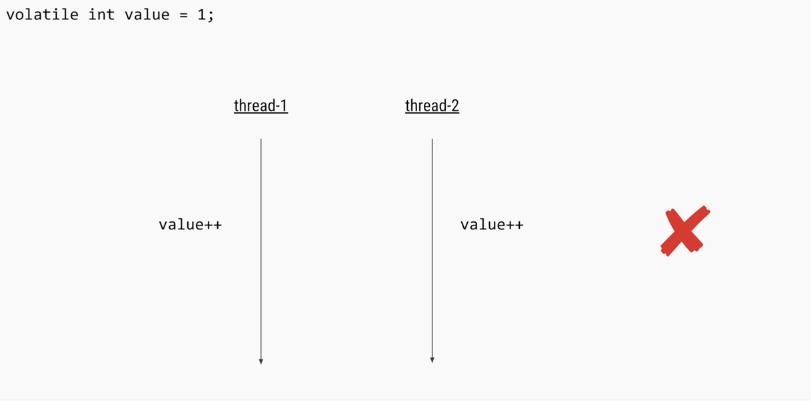 volatile int value = 1;
thread-1 thread-2
value++ value++